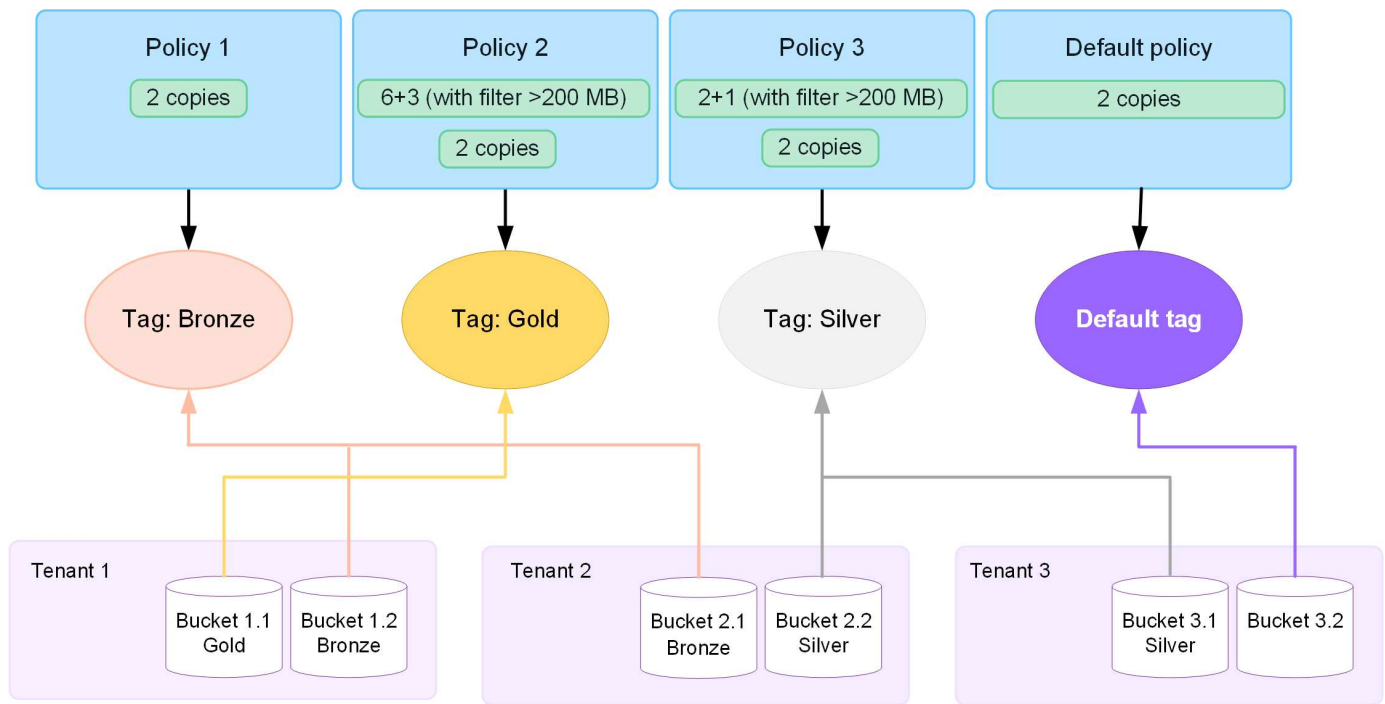 Policy 1
2 copies
Policy 2
6+3 (with filter >200 MB)
2 copies
Policy 3
2+1 (with filter >200 MB)
2 copies
Default policy
2 copies
Tag: Bronze
Tag: Gold
Tag: Silver
Default tag
Tenant 1
Bucket 1.1
Gold
Bucket 1.2
Bronze
Tenant 2
Bucket 2.1
Bronze
Bucket 2.2
Silver
Tenant 3
Bucket 3.1
Silver
Bucket 3.2